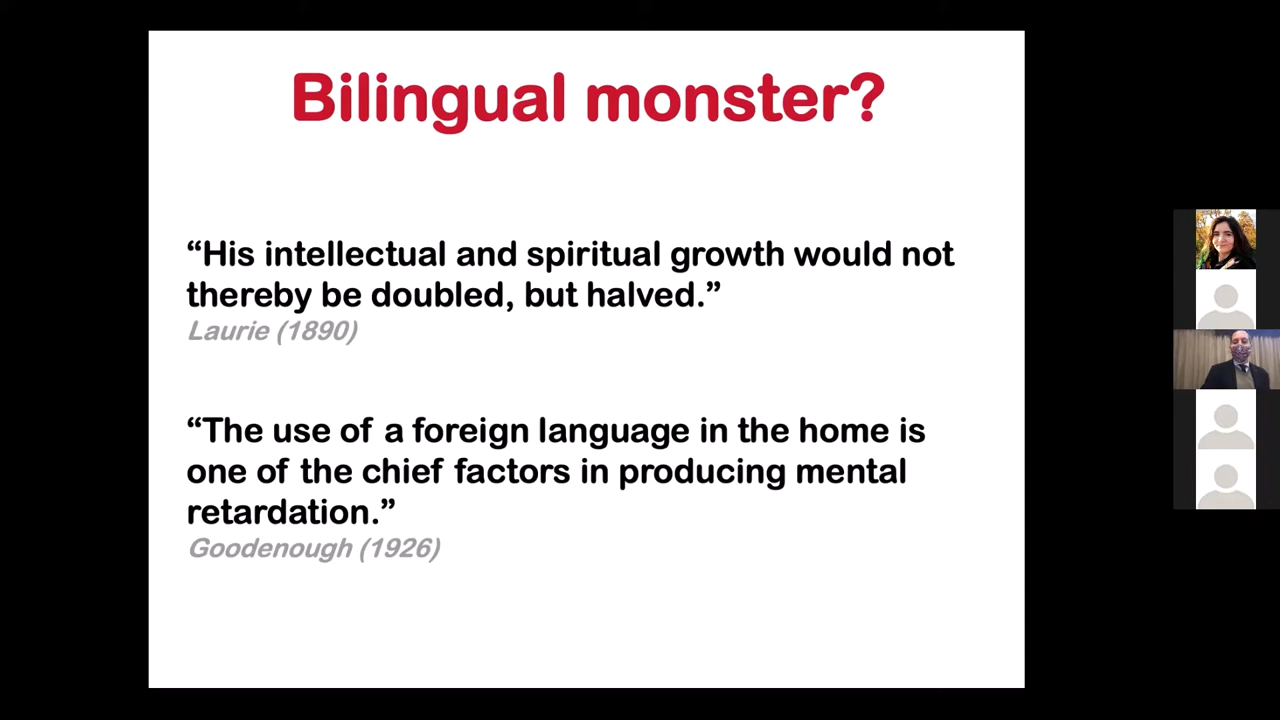 Bilingual monster?
“His intellectual and spiritual growth would not
thereby be doubled, but halved.”
Laurie (1890)
“The use of a foreign language in the home is
one of the chief factors in producing mental
retardation.”
Goodenough (1926)